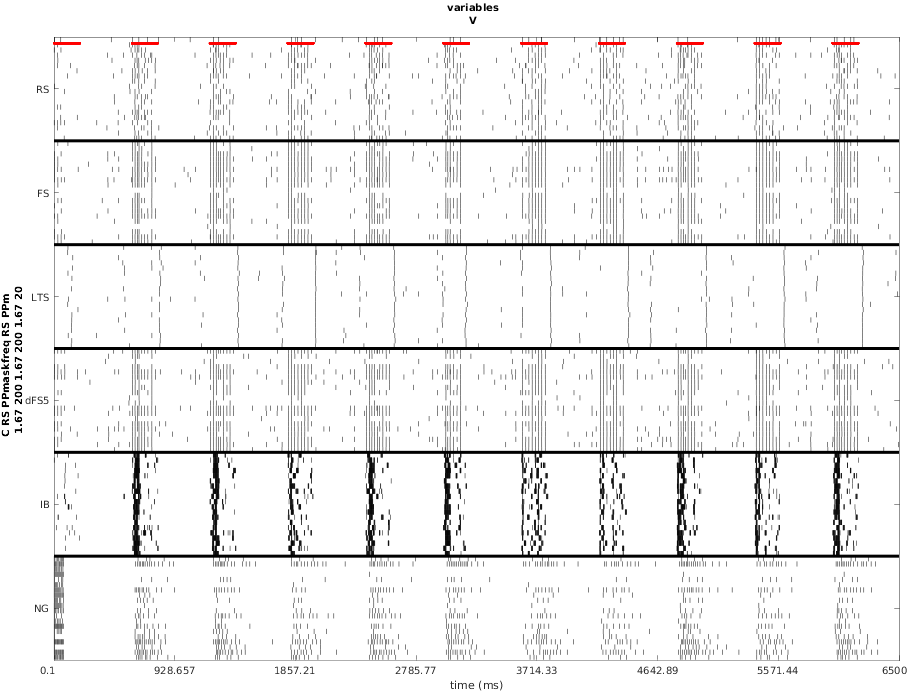 variables
V
C RS PPmaskfreq RS PPm
1.67 200 1.67 200 1.67 20
RS
FS
LTS
dFS5
IB
NG
0.1 928.657 1857.21 2785.77 3714.33 4642.89 5571.44 6500
time (ms)